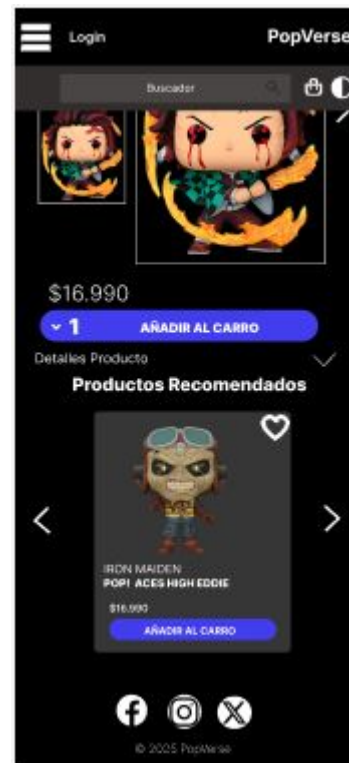 Login PopVerse
Buscador
$16.990
1 AÑADIR AL CARRO
Detalles Producto
Productos Recomendados
IRON MAIDEN
POP! ACES HIGH EDDIE
$16.990
AÑADIR AL CARRO
© 2025 PopVerse